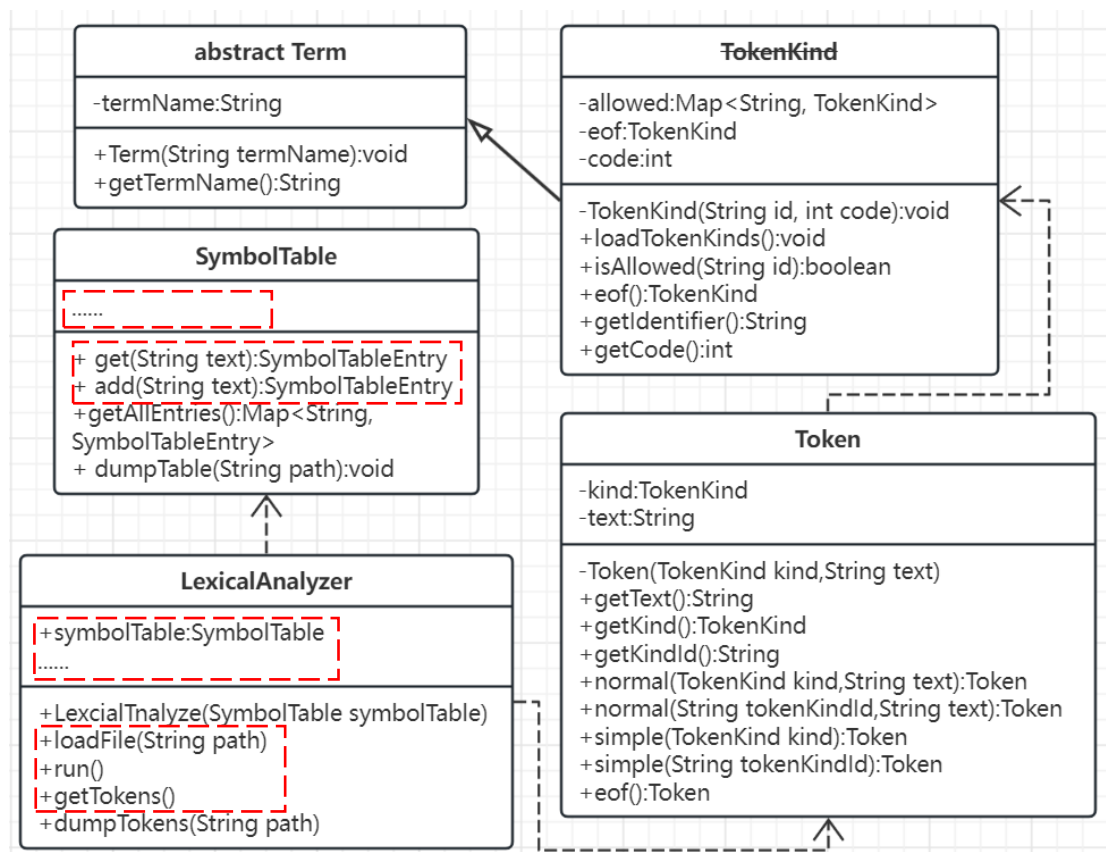 abstract Term
-termName:String
+Term(String termName):void
+getTermName():String
TokenKind
-allowed:Map<String, TokenKind>
-eof:TokenKind
-code:int
-TokenKind(String id, int code):void
+loadTokenKinds():void
+isAllowed(String id):boolean
+eof():TokenKind
+getIdentifier():String
+getCode():int
SymbolTable
......
+ get(String text):SymbolTableEntry
+ add(String text):SymbolTableEntry
+getAllEntries():Map<String,
SymbolTableEntry>
+ dumpTable(String path):void
Token
-kind:TokenKind
-text:String
-Token(TokenKind kind,String text)
+getText():String
+getKind():TokenKind
+getKindId():String
+normal(TokenKind kind,String text):Token
+normal(String tokenKindId,String text):Token
+simple(TokenKind kind):Token
+simple(String tokenKindId):Token
+eof():Token
LexicalAnalyzer
+symbolTable:SymbolTable
......
+LexcialTnalyze(SymbolTable symbolTable)
+loadFile(String path)
+run()
+getTokens()
+dumpTokens(String path)